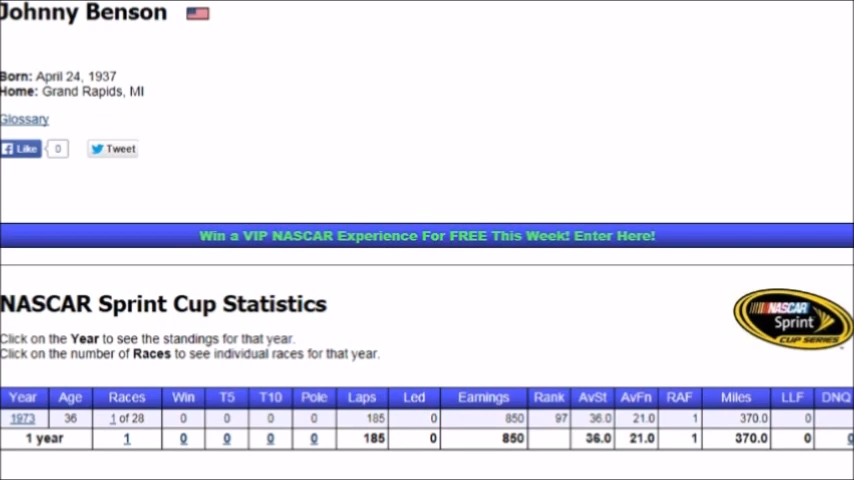 Johnny Benson
Born: April 24, 1937
Home: Grand Rapids, MI
Glossary
Like 0 Tweet
Win a VIP NASCAR Experience For FREE This Week! Enter Here!
NASCAR Sprint Cup Statistics
NASCAR
Sprint
CUP SERIES
Click on the Year to see the standings for that year.
Click on the number of Races to see individual races for that year.
Year Age Races Win T5 T10 Pole Laps Led Earnings Rank AvSt AvFn RAF Miles LLF DNQ
1973 36 1 of 28 0 0 0 0 185 0 850 97 36.0 21.0 1 370.0 0
1 year 1 0 0 0 0 185 0 850 36.0 21.0 1 370.0 0 0